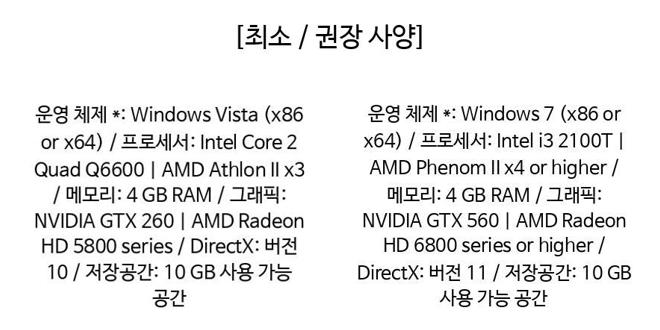 [최소 / 권장 사양]
운영 체제 *: Windows Vista (x86
or x64) / 프로세서: Intel Core 2
Quad Q6600 | AMD Athlon II x3
/ 메모리: 4 GB RAM / 그래픽:
NVIDIA GTX 260 | AMD Radeon
HD 5800 series / DirectX: 버전
10 / 저장공간: 10 GB 사용 가능
공간
운영 체제 *: Windows 7 (x86 or
x64) / 프로세서: Intel i3 2100T |
AMD Phenom II x4 or higher /
메모리: 4 GB RAM / 그래픽:
NVIDIA GTX 560 | AMD Radeon
HD 6800 series or higher /
DirectX: 버전 11 / 저장공간: 10 GB
사용 가능 공간